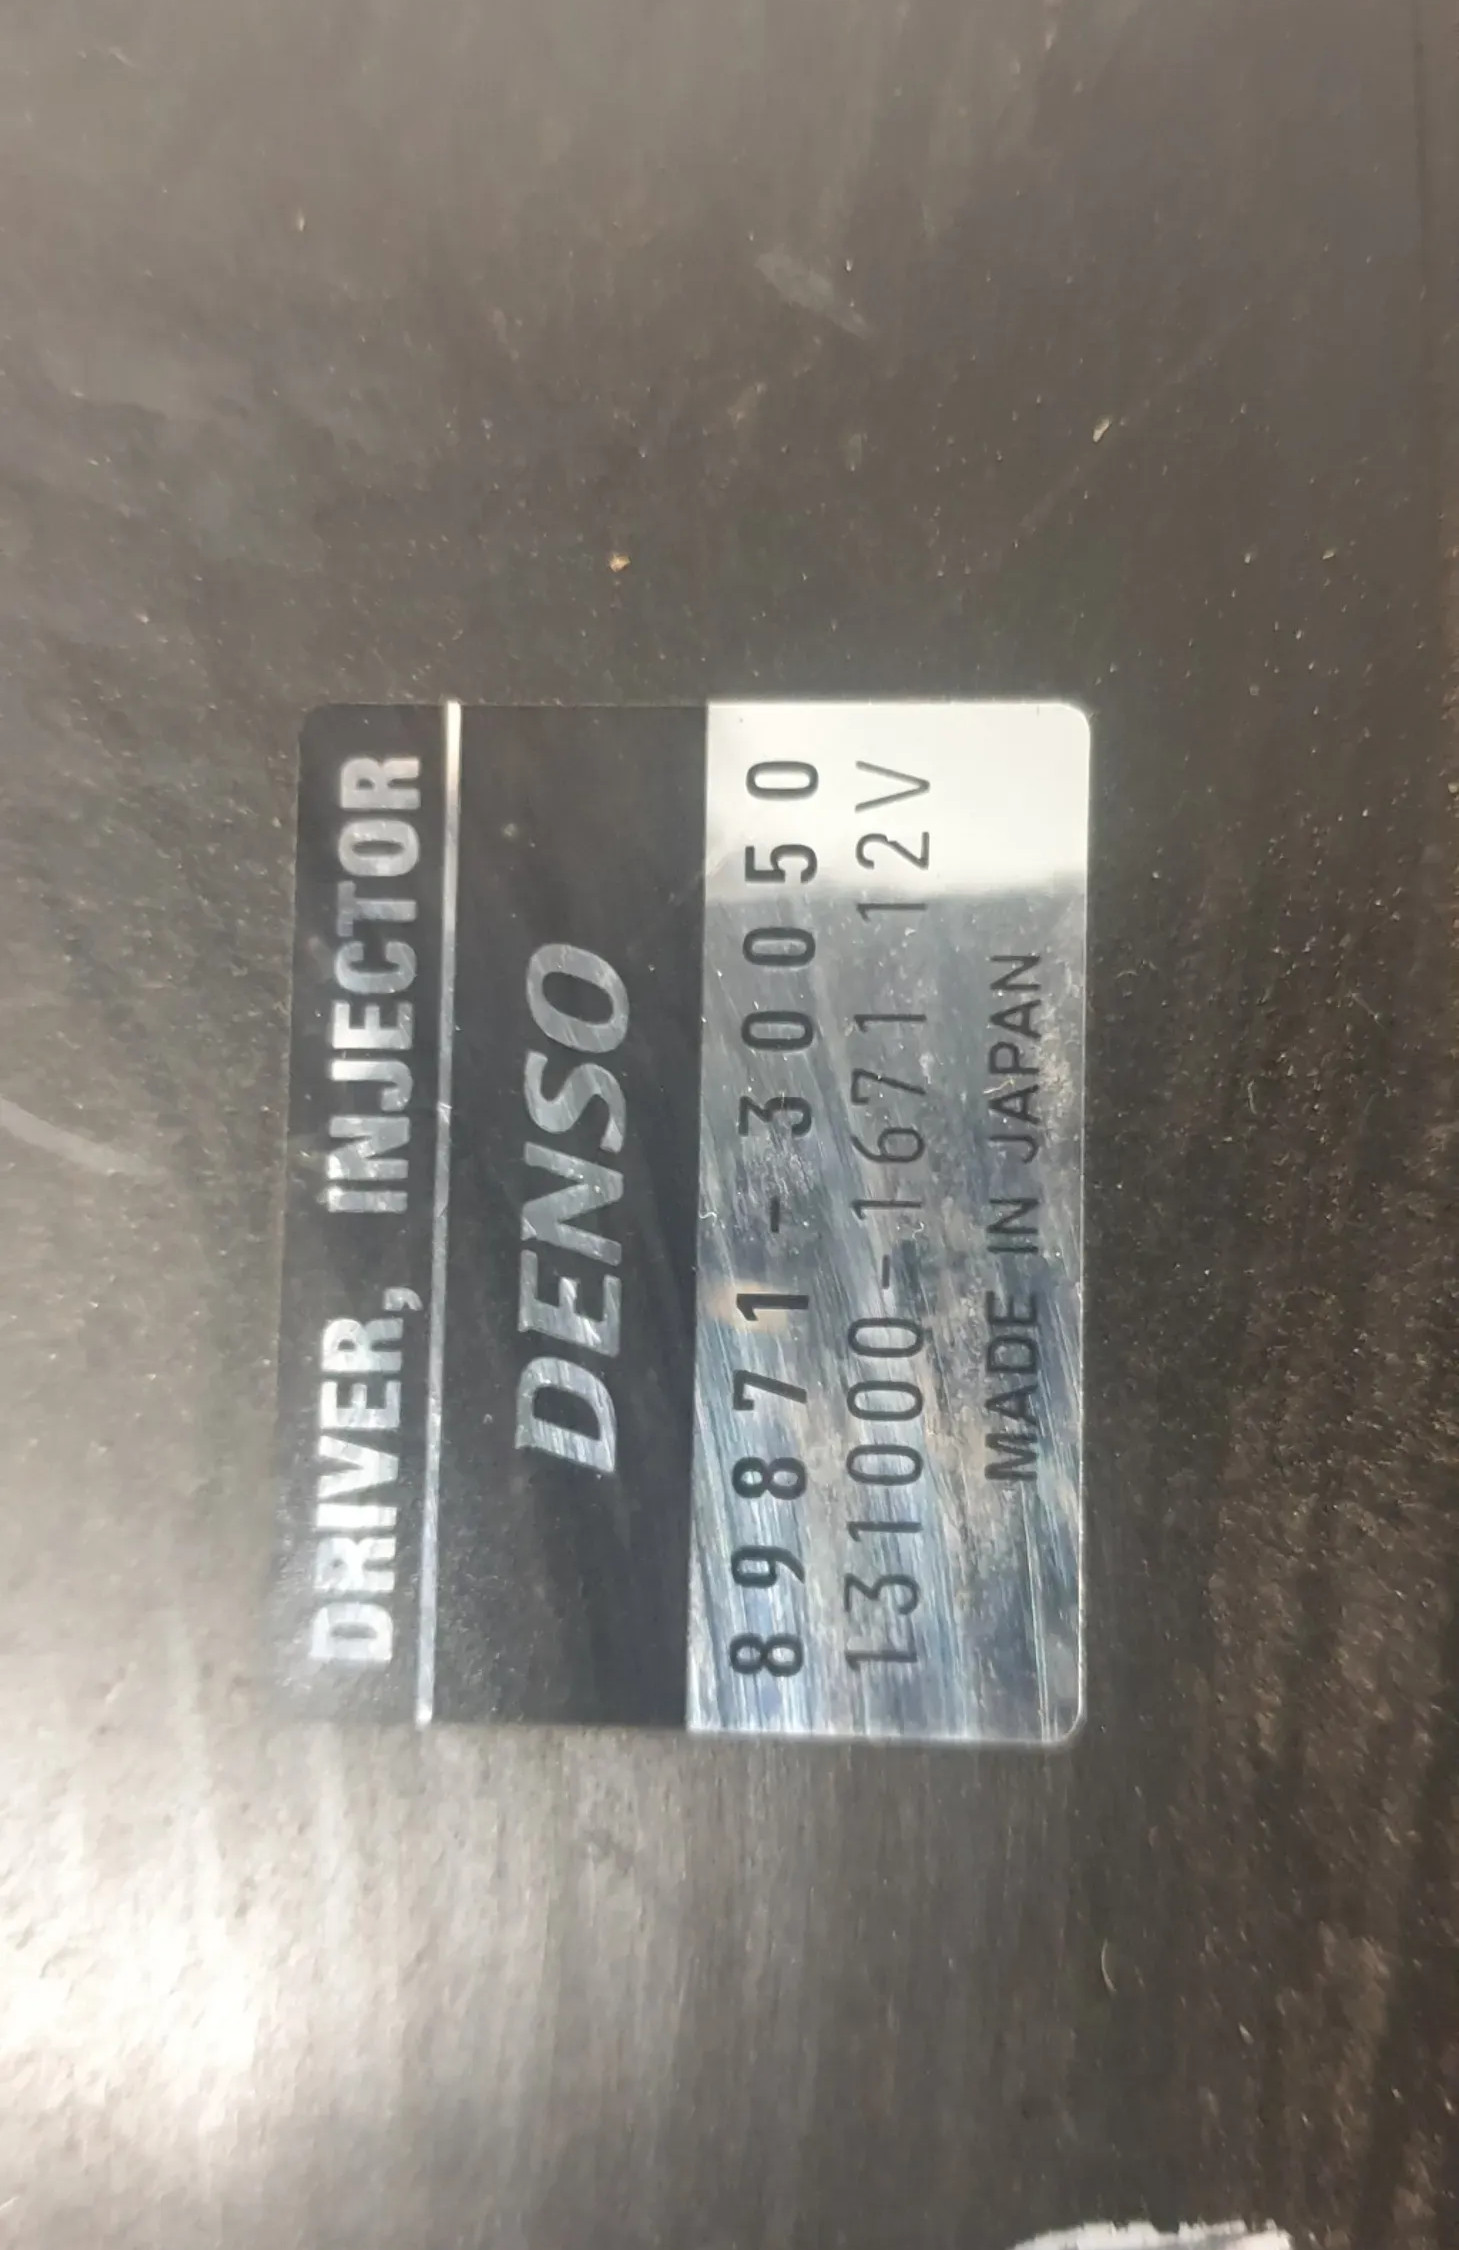 DRIVER, INJECTOR
DENSO
89871-30050
131000-1671 12V
MADE IN JAPAN